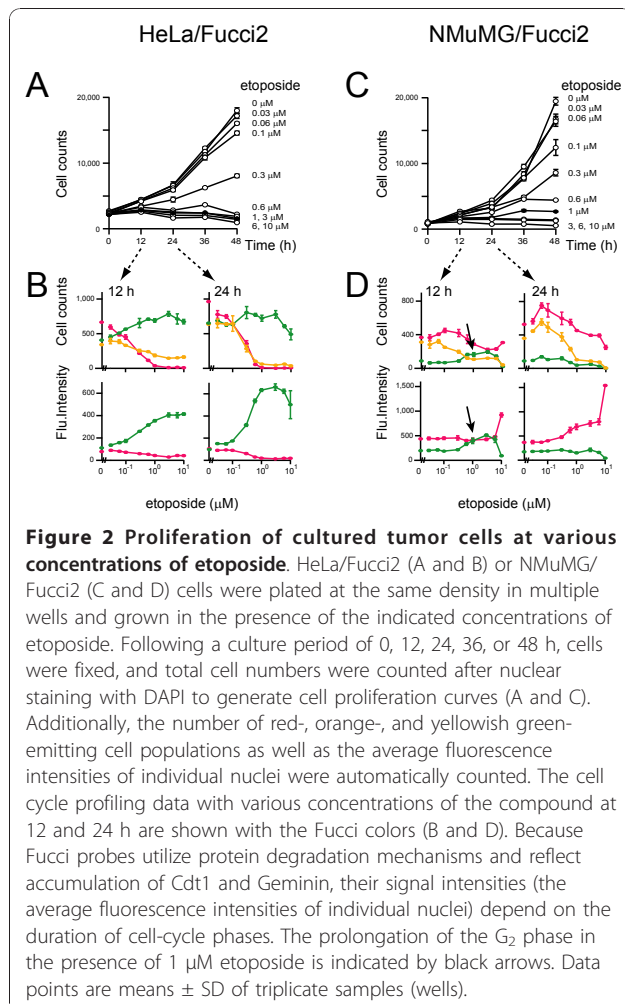 HeLa/Fucci2
NMuMG/Fucci2
A
etoposide
20,000
10,000
0
Cell counts
0 μM
0.03 μM
0.06 μM
0.1 μM
0.3 μM
0.6 μM
1, 3 μM
6, 10 μM
0 12 24 36 48
Time (h)
C
etoposide
20,000
10,000
0
Cell counts
0 μM
0.03 μM
0.06 μM
0.1 μM
0.3 μM
0.6 μM
1 μM
3, 6, 10 μM
0 12 24 36 48
Time (h)
B
12 h
24 h
Cell counts
1,000
500
0
Flu.Intensity
600
400
200
0
0 10⁻¹ 10⁰ 10¹
0 10⁻¹ 10⁰ 10¹
etoposide (μM)
D
12 h
24 h
Cell counts
800
400
0
Flu.Intensity
1,500
1,000
500
0
0 10⁻¹ 10⁰ 10¹
0 10⁻¹ 10⁰ 10¹
etoposide (μM)
Figure 2 Proliferation of cultured tumor cells at various
concentrations of etoposide. HeLa/Fucci2 (A and B) or NMuMG/
Fucci2 (C and D) cells were plated at the same density in multiple
wells and grown in the presence of the indicated concentrations of
etoposide. Following a culture period of 0, 12, 24, 36, or 48 h, cells
were fixed, and total cell numbers were counted after nuclear
staining with DAPI to generate cell proliferation curves (A and C).
Additionally, the number of red-, orange-, and yellowish green-
emitting cell populations as well as the average fluorescence
intensities of individual nuclei were automatically counted. The cell
cycle profiling data with various concentrations of the compound at
12 and 24 h are shown with the Fucci colors (B and D). Because
Fucci probes utilize protein degradation mechanisms and reflect
accumulation of Cdt1 and Geminin, their signal intensities (the
average fluorescence intensities of individual nuclei) depend on the
duration of cell-cycle phases. The prolongation of the G₂ phase in
the presence of 1 μM etoposide is indicated by black arrows. Data
points are means ± SD of triplicate samples (wells).